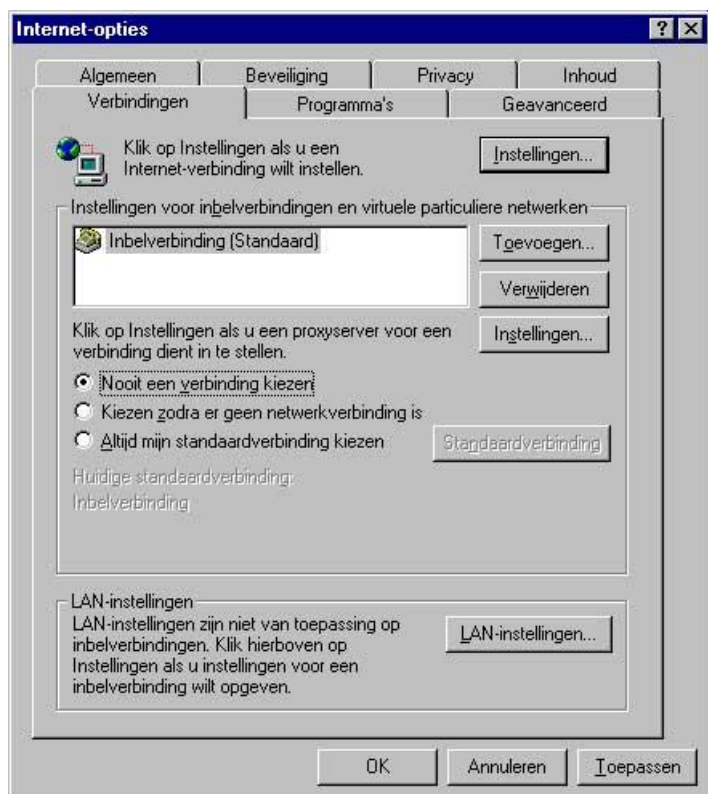 Internet-opties
Algemeen Beveiliging Privacy Inhoud
Verbindingen Programma's Geavanceerd
Klik op Instellingen als u een
Internet-verbinding wilt instellen.
Instellingen...
Instellingen voor inbelverbindingen en virtuele particuliere netwerken
Inbelverbinding (Standaard)
Toevoegen...
Verwijderen
Klik op Instellingen als u een proxyserver voor een
verbinding dient in te stellen.
Instellingen...
Nooit een verbinding kiezen
Kiezen zodra er geen netwerkverbinding is
Altijd mijn standaardverbinding kiezen
Standaardverbinding
Huidige standaardverbinding:
Inbelverbinding
LAN-instellingen
LAN-instellingen zijn niet van toepassing op
inbelverbindingen. Klik hierboven op
Instellingen als u instellingen voor een
inbelverbinding wilt opgeven.
LAN-instellingen...
OK Annuleren Toepassen